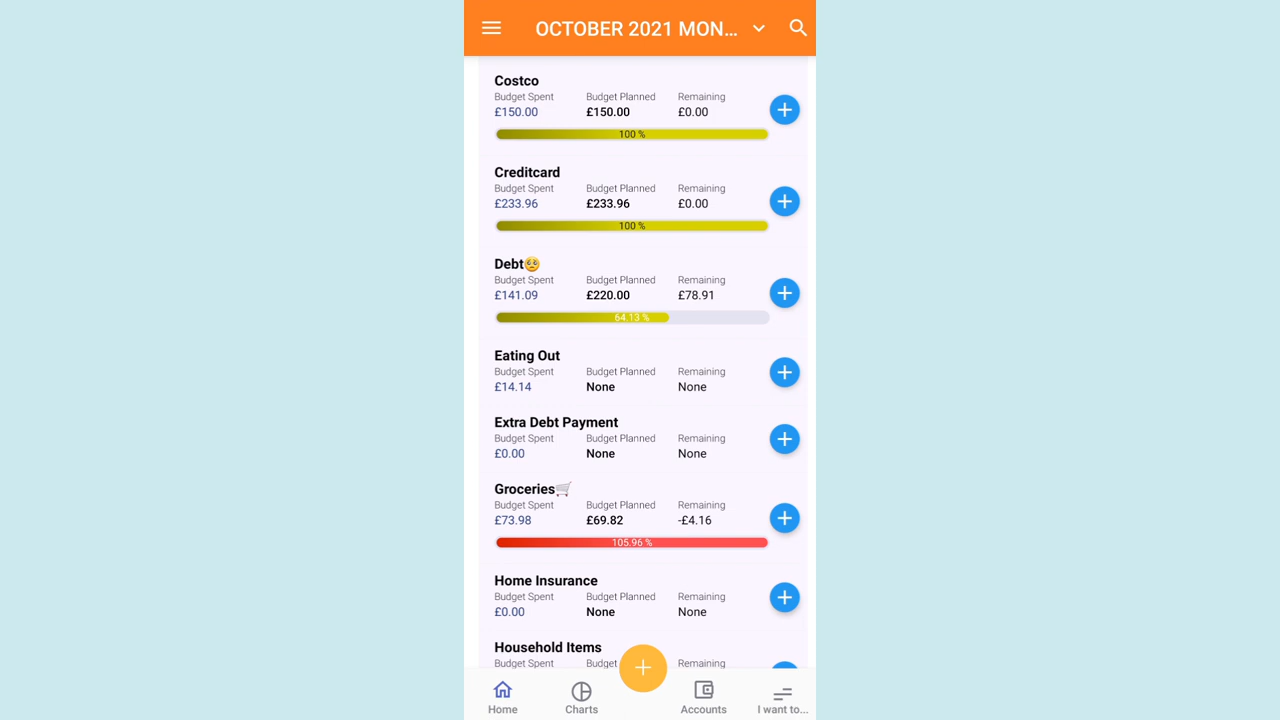 OCTOBER 2021 MON...
Costco
Budget Spent Budget Planned Remaining
£150.00 £150.00 £0.00
100 %
Creditcard
Budget Spent Budget Planned Remaining
£233.96 £233.96 £0.00
100 %
Debt🥺
Budget Spent Budget Planned Remaining
£141.09 £220.00 £78.91
64.13 %
Eating Out
Budget Spent Budget Planned Remaining
£14.14 None None
Extra Debt Payment
Budget Spent Budget Planned Remaining
£0.00 None None
Groceries🛒
Budget Spent Budget Planned Remaining
£73.98 £69.82 -£4.16
105.96 %
Home Insurance
Budget Spent Budget Planned Remaining
£0.00 None None
Household Items
Budget Spent Budget Remaining
Home Charts Accounts I want to...